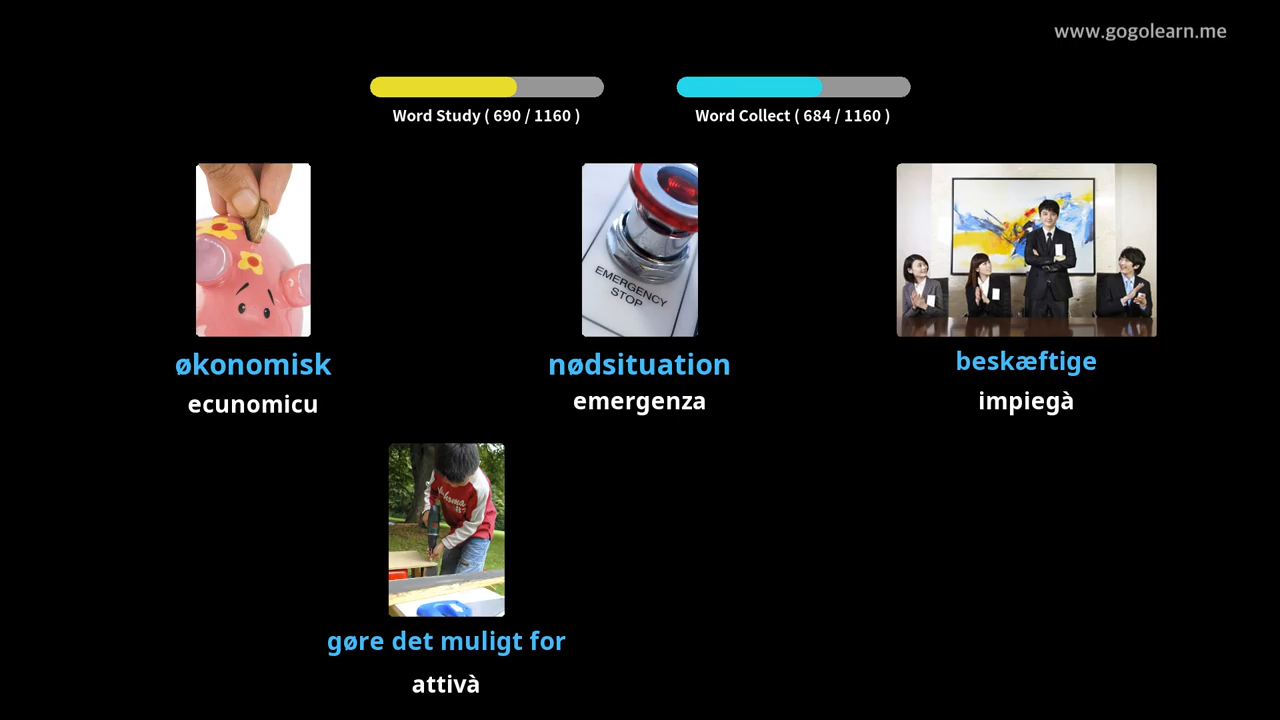 www.gogolearn.me
Word Study ( 690 / 1160 )
Word Collect ( 684 / 1160 )
EMERGENCY
STOP
økonomisk
ecunomicu
nødsituation
emergenza
beskæftige
impiegà
gøre det muligt for
attivà